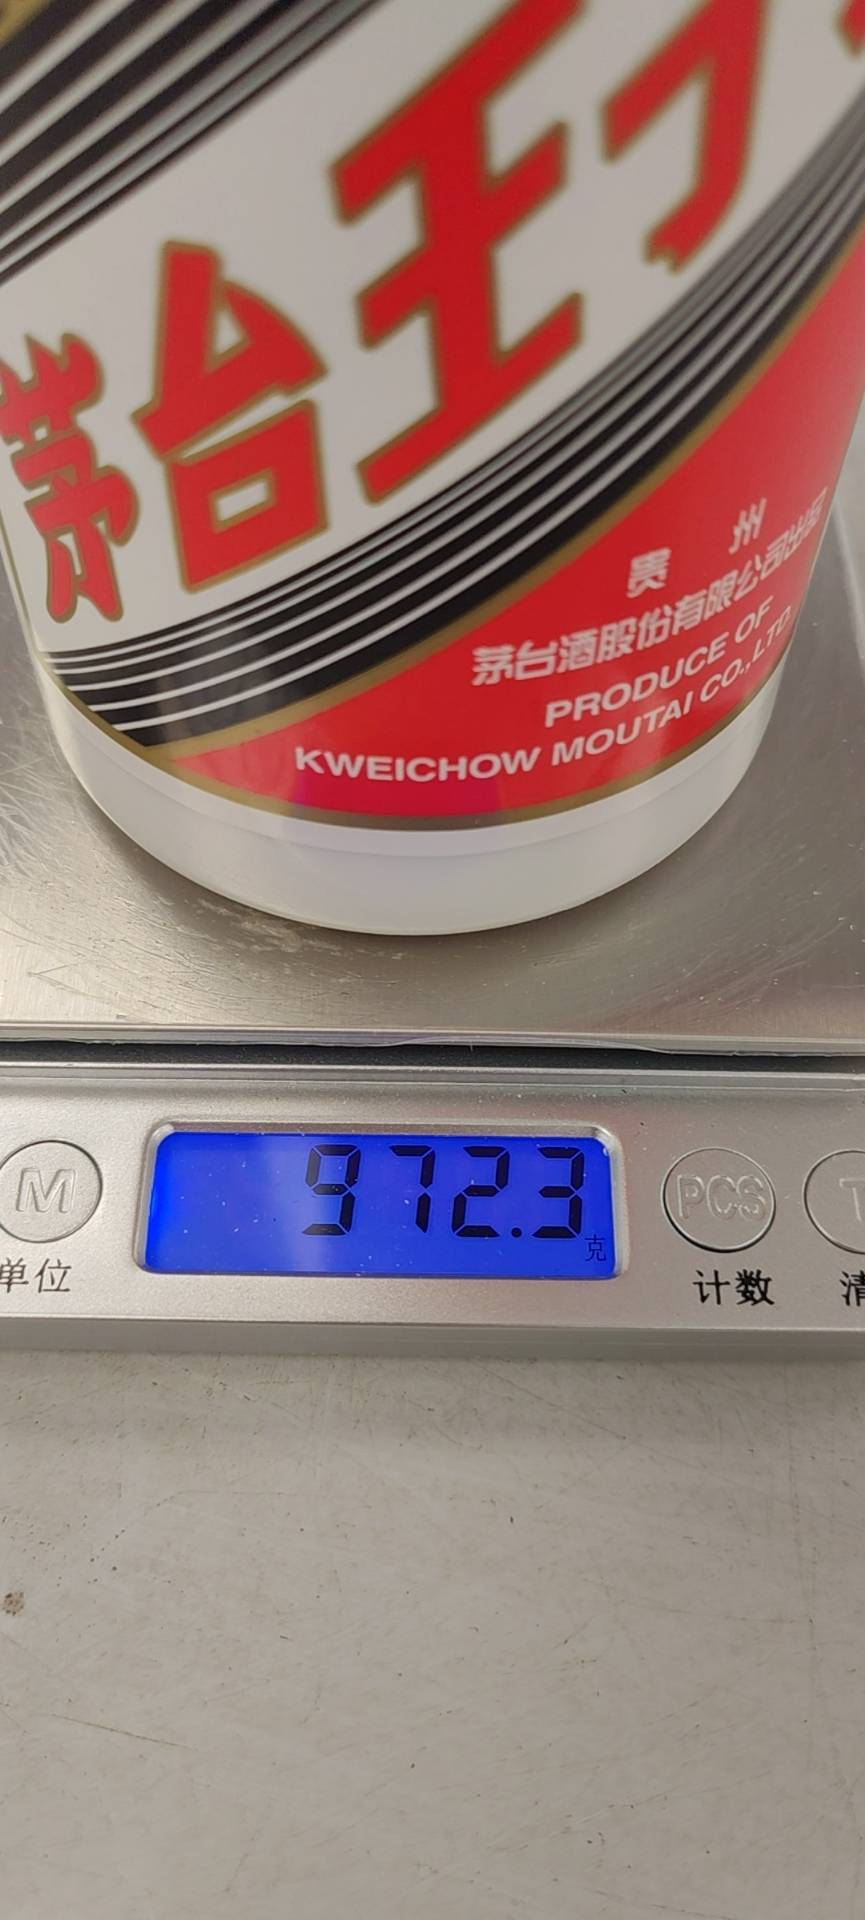 茅台王子
贵州
茅台酒股份有限公司出品
PRODUCE OF
KWEICHOW MOUTAI CO.,LTD.
972.3
克
M
PCS
T
单位
计数
清